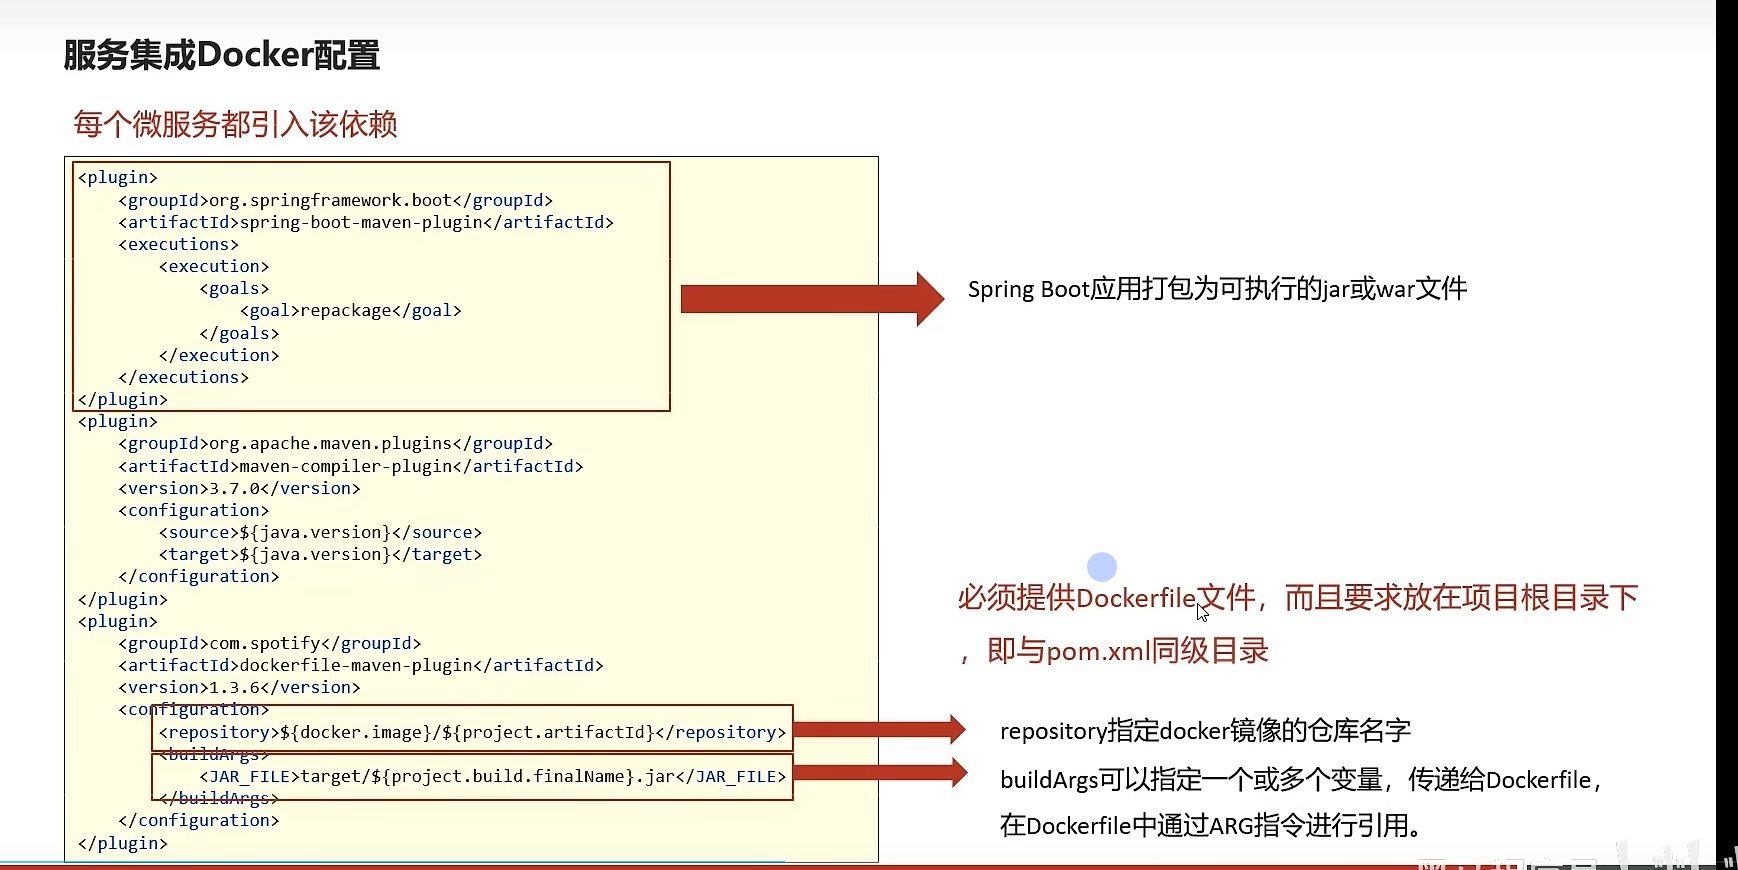 服务集成Docker配置
每个微服务都引入该依赖
<plugin>
    <groupId>org.springframework.boot</groupId>
    <artifactId>spring-boot-maven-plugin</artifactId>
    <executions>
        <execution>
            <goals>
                <goal>repackage</goal>
            </goals>
        </execution>
    </executions>
</plugin>
<plugin>
    <groupId>org.apache.maven.plugins</groupId>
    <artifactId>maven-compiler-plugin</artifactId>
    <version>3.7.0</version>
    <configuration>
        <source>${java.version}</source>
        <target>${java.version}</target>
    </configuration>
</plugin>
<plugin>
    <groupId>com.spotify</groupId>
    <artifactId>dockerfile-maven-plugin</artifactId>
    <version>1.3.6</version>
    <configuration>
        <repository>${docker.image}/${project.artifactId}</repository>
        <buildArgs>
            <JAR_FILE>target/${project.build.finalName}.jar</JAR_FILE>
        </buildArgs>
    </configuration>
</plugin>
Spring Boot应用打包为可执行的jar或war文件
必须提供Dockerfile文件，而且要求放在项目根目录下
，即与pom.xml同级目录
repository指定docker镜像的仓库名字
buildArgs可以指定一个或多个变量，传递给Dockerfile，
在Dockerfile中通过ARG指令进行引用。